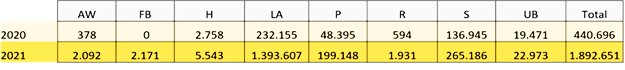 AW FB H LA P R S UB Total
2020 378 0 2.758 232.155 48.395 594 136.945 19.471 440.696
2021 2.092 2.171 5.543 1.393.607 199.148 1.931 265.186 22.973 1.892.651